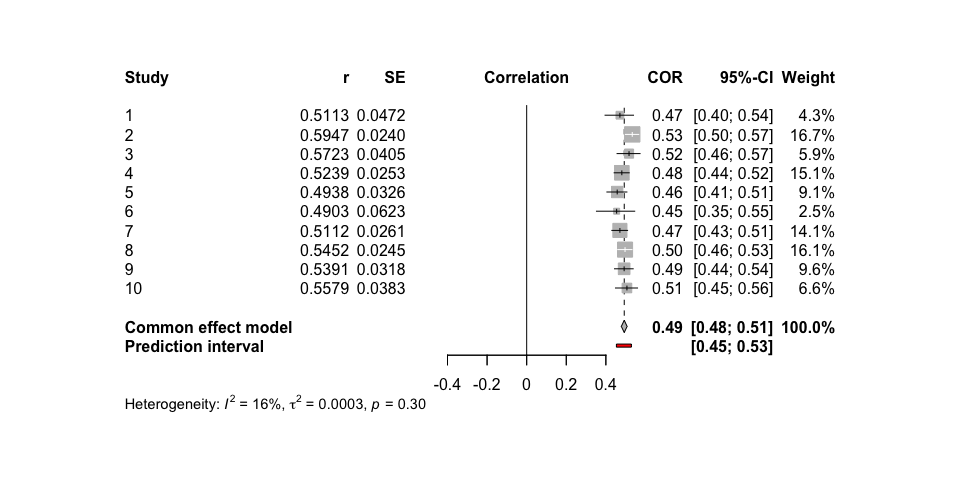 Study r SE Correlation COR 95%-CI Weight
1 0.5113 0.0472 0.47 [0.40; 0.54] 4.3%
2 0.5947 0.0240 0.53 [0.50; 0.57] 16.7%
3 0.5723 0.0405 0.52 [0.46; 0.57] 5.9%
4 0.5239 0.0253 0.48 [0.44; 0.52] 15.1%
5 0.4938 0.0326 0.46 [0.41; 0.51] 9.1%
6 0.4903 0.0623 0.45 [0.35; 0.55] 2.5%
7 0.5112 0.0261 0.47 [0.43; 0.51] 14.1%
8 0.5452 0.0245 0.50 [0.46; 0.53] 16.1%
9 0.5391 0.0318 0.49 [0.44; 0.54] 9.6%
10 0.5579 0.0383 0.51 [0.45; 0.56] 6.6%
Common effect model 0.49 [0.48; 0.51] 100.0%
Prediction interval [0.45; 0.53]
-0.4 -0.2 0 0.2 0.4
Heterogeneity: I² = 16%, τ² = 0.0003, p = 0.30